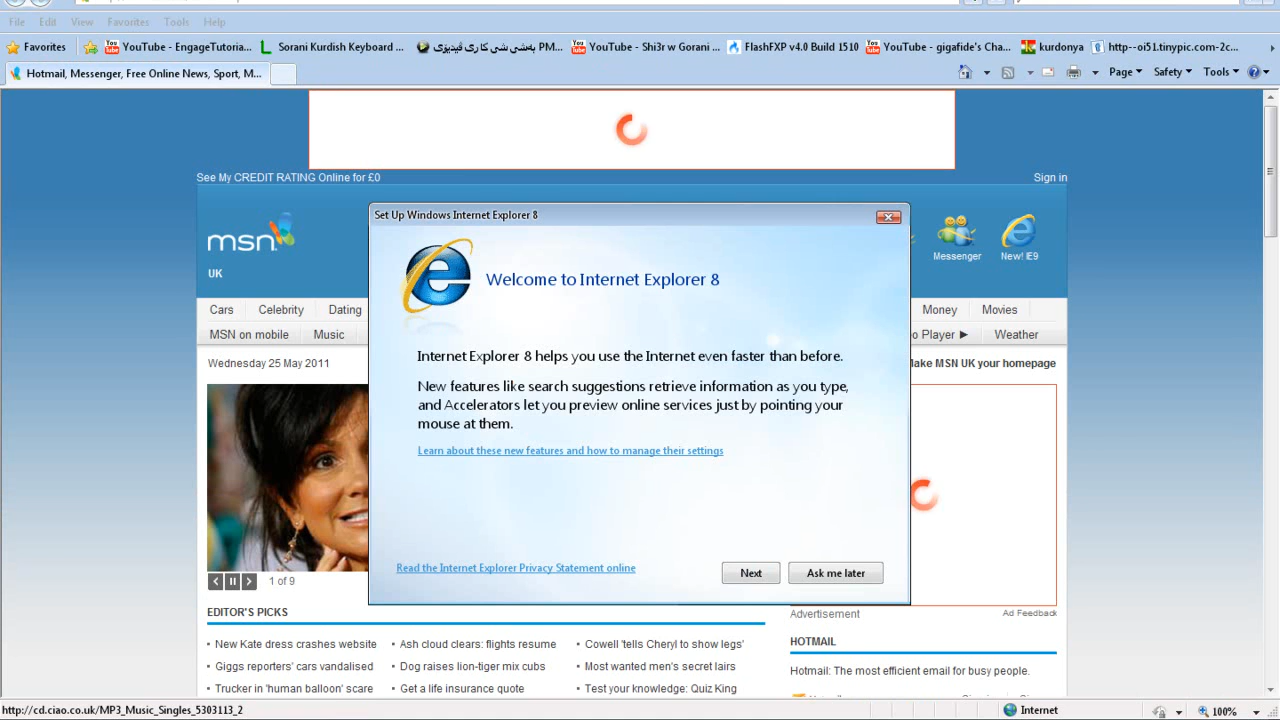 File Edit View Favorites Tools Help
Favorites YouTube - EngageTutoria... Sorani Kurdish Keyboard ... PM... YouTube - Shi3r w Gorani ... FlashFXP v4.0 Build 1510 YouTube - gigafide's Cha... kurdonya http--oi51.tinypic.com-2c...
Hotmail, Messenger, Free Online News, Sport, M...
Page Safety Tools
See My CREDIT RATING Online for £0
Sign in
Set Up Windows Internet Explorer 8
msn
UK
Messenger
New! IE9
Welcome to Internet Explorer 8
Cars Celebrity Dating
Money Movies
MSN on mobile Music
Player Weather
Wednesday 25 May 2011
MSN UK your homepage
Internet Explorer 8 helps you use the Internet even faster than before.
New features like search suggestions retrieve information as you type,
and Accelerators let you preview online services just by pointing your
mouse at them.
Learn about these new features and how to manage their settings
Read the Internet Explorer Privacy Statement online
Next
Ask me later
1 of 9
Advertisement
Ad Feedback
EDITOR'S PICKS
New Kate dress crashes website
Ash cloud clears: flights resume
Cowell 'tells Cheryl to show legs'
Giggs reporters' cars vandalised
Dog raises lion-tiger mix cubs
Most wanted men's secret lairs
Trucker in 'human balloon' scare
Get a life insurance quote
Test your knowledge: Quiz King
HOTMAIL
Hotmail: The most efficient email for busy people.
http://cd.ciao.co.uk/MP3_Music_Singles_5303113_2
Internet
100%